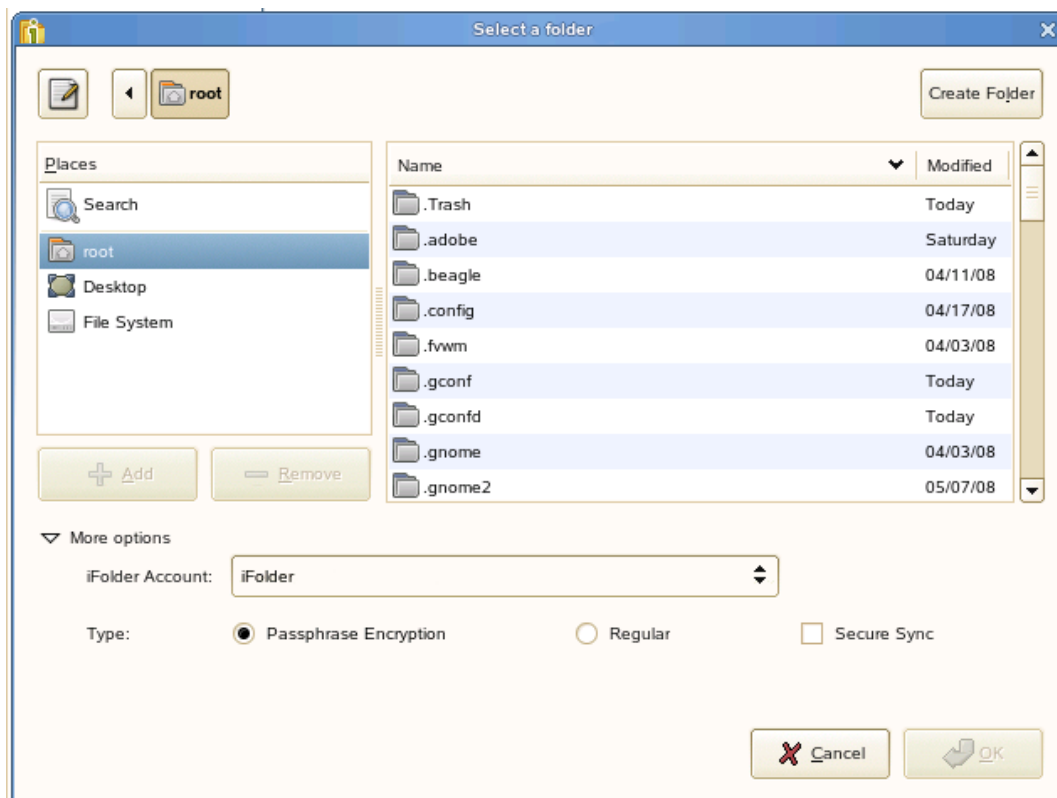 Select a folder
root
Create Folder
Places
Search
root
Desktop
File System
Add
Remove
Name Modified
.Trash Today
.adobe Saturday
.beagle 04/11/08
.config 04/17/08
.fvwm 04/03/08
.gconf Today
.gconfd Today
.gnome 04/03/08
.gnome2 05/07/08
More options
iFolder Account: iFolder
Type: Passphrase Encryption Regular Secure Sync
Cancel OK